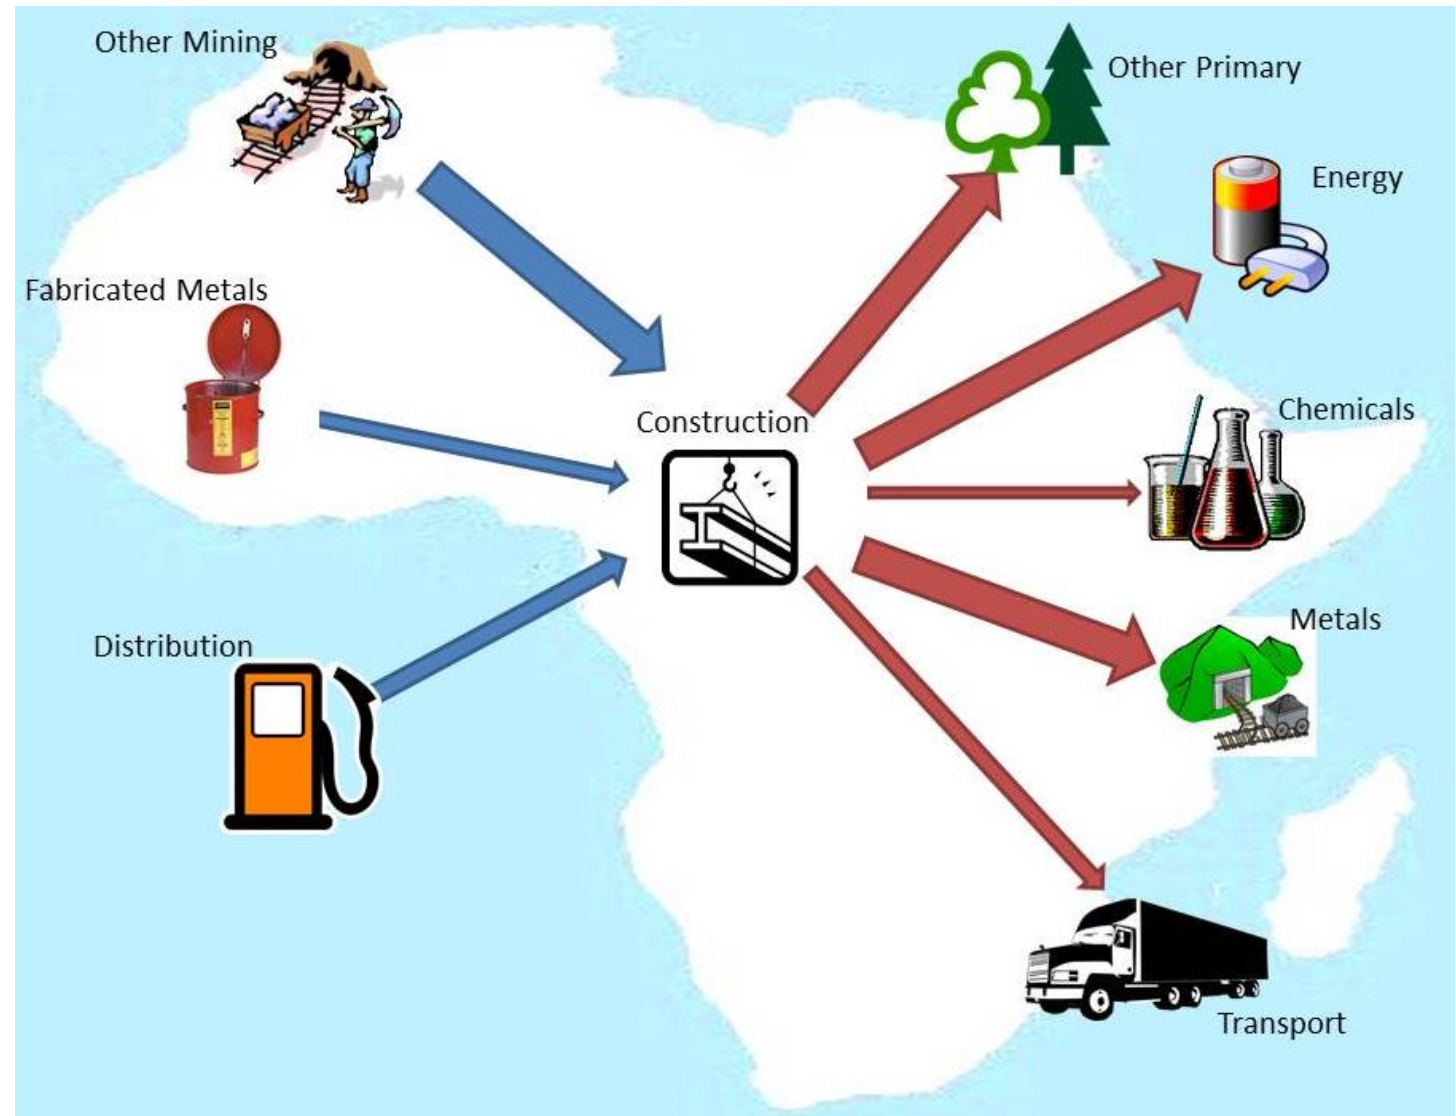 Other Mining
Other Primary
Energy
Fabricated Metals
Chemicals
Construction
Metals
Distribution
Transport